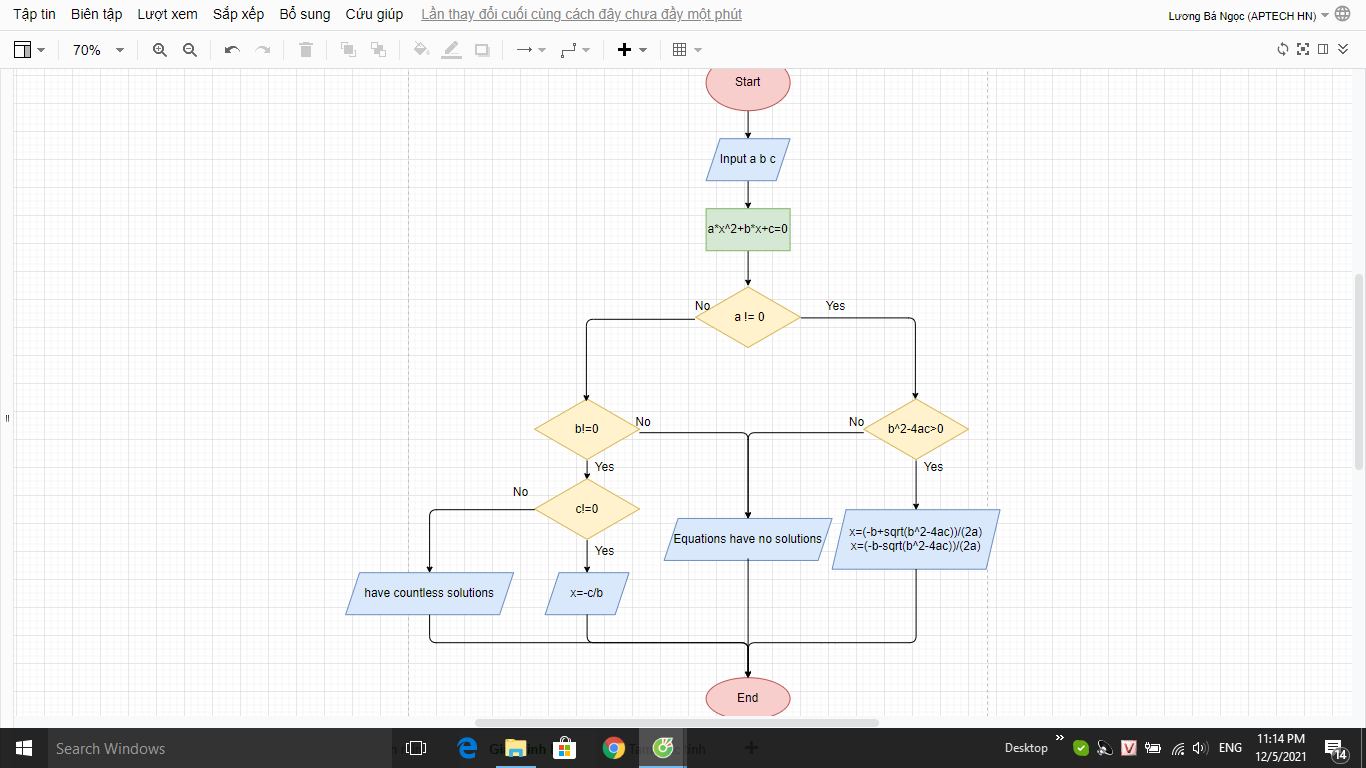 Tập tin Biên tập Lượt xem Sắp xếp Bổ sung Cứu giúp Lần thay đổi cuối cùng cách đây chưa đầy một phút
Lương Bá Ngọc (APTECH HN)
70%
Start
Input a b c
a*x^2+b*x+c=0
No
Yes
a != 0
b!=0
No
No
b^2-4ac>0
Yes
Yes
No
c!=0
Yes
Equations have no solutions
x=(-b+sqrt(b^2-4ac))/(2a)
x=(-b-sqrt(b^2-4ac))/(2a)
have countless solutions
x=-c/b
End
Search Windows
Desktop
ENG
11:14 PM
12/5/2021
14